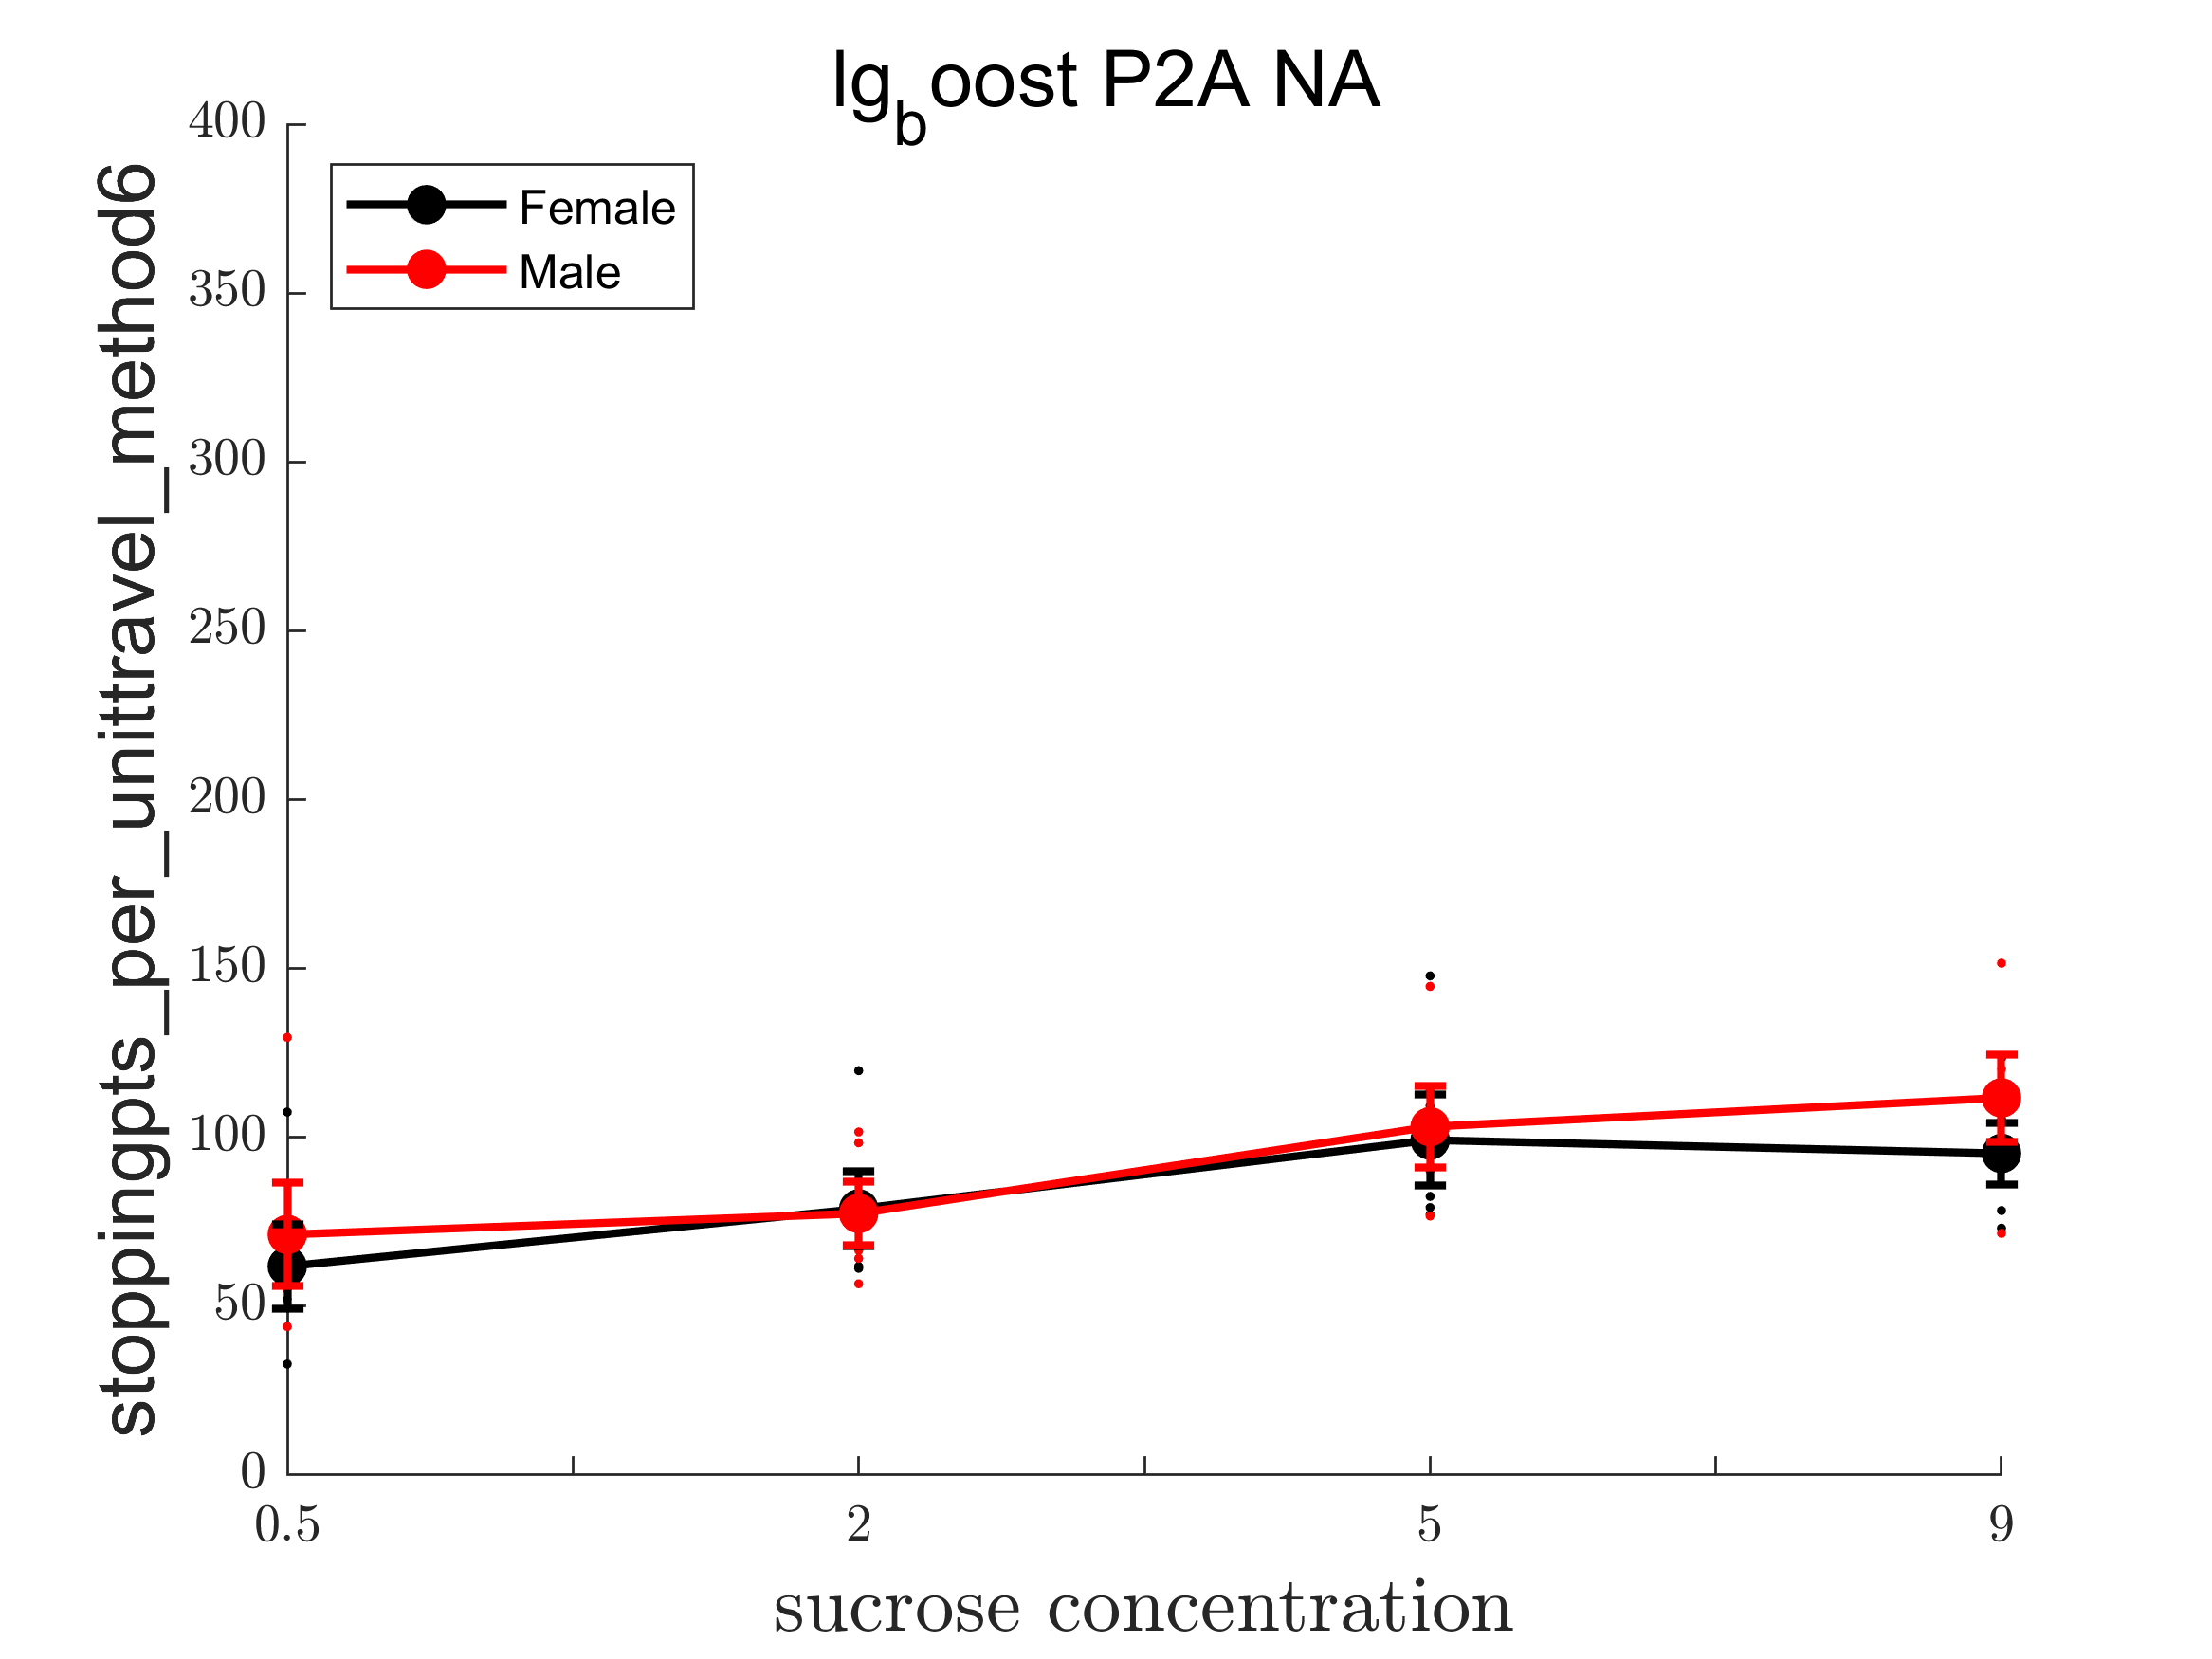 lg_boost P2A NA
Female
Male
stoppingpts_per_unittravel_method6
400
350
300
250
200
150
100
50
0
0.5 2 5 9
sucrose concentration